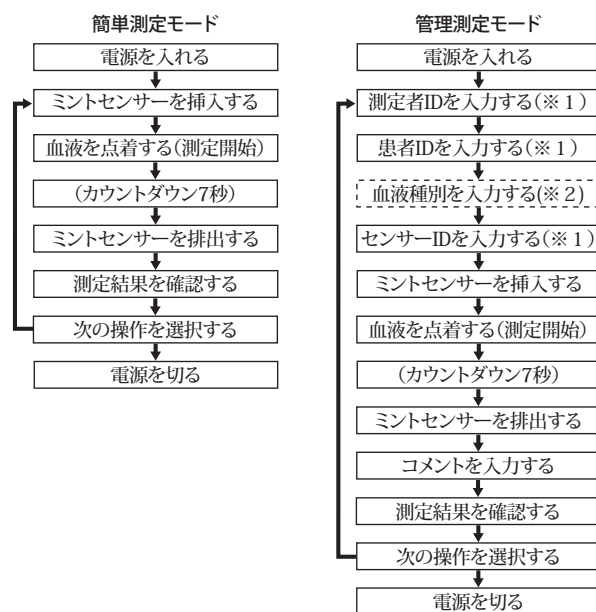 簡単測定モード
電源を入れる
ミントセンサーを挿入する
血液を点着する(測定開始)
(カウントダウン7秒)
ミントセンサーを排出する
測定結果を確認する
次の操作を選択する
電源を切る
管理測定モード
電源を入れる
測定者IDを入力する(※1)
患者IDを入力する(※1)
血液種別を入力する(※2)
センサーIDを入力する(※1)
ミントセンサーを挿入する
血液を点着する(測定開始)
(カウントダウン7秒)
ミントセンサーを排出する
コメントを入力する
測定結果を確認する
次の操作を選択する
電源を切る